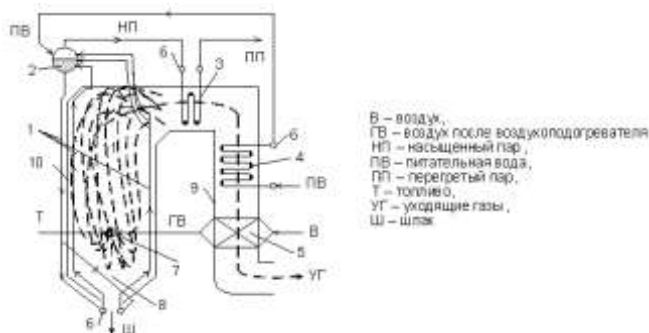 ПВ
НП
ПП
6
2
3
1
6
10
4
9
ПВ
Т
ГВ
В
7
5
8
УГ
6
Ш
В – воздух,
ГВ – воздух после воздухоподогревателя
НП – насыщенный пар,
ПВ – питательная вода,
ПП – перегретый пар,
Т – топливо,
УГ – уходящие газы,
Ш – шлак